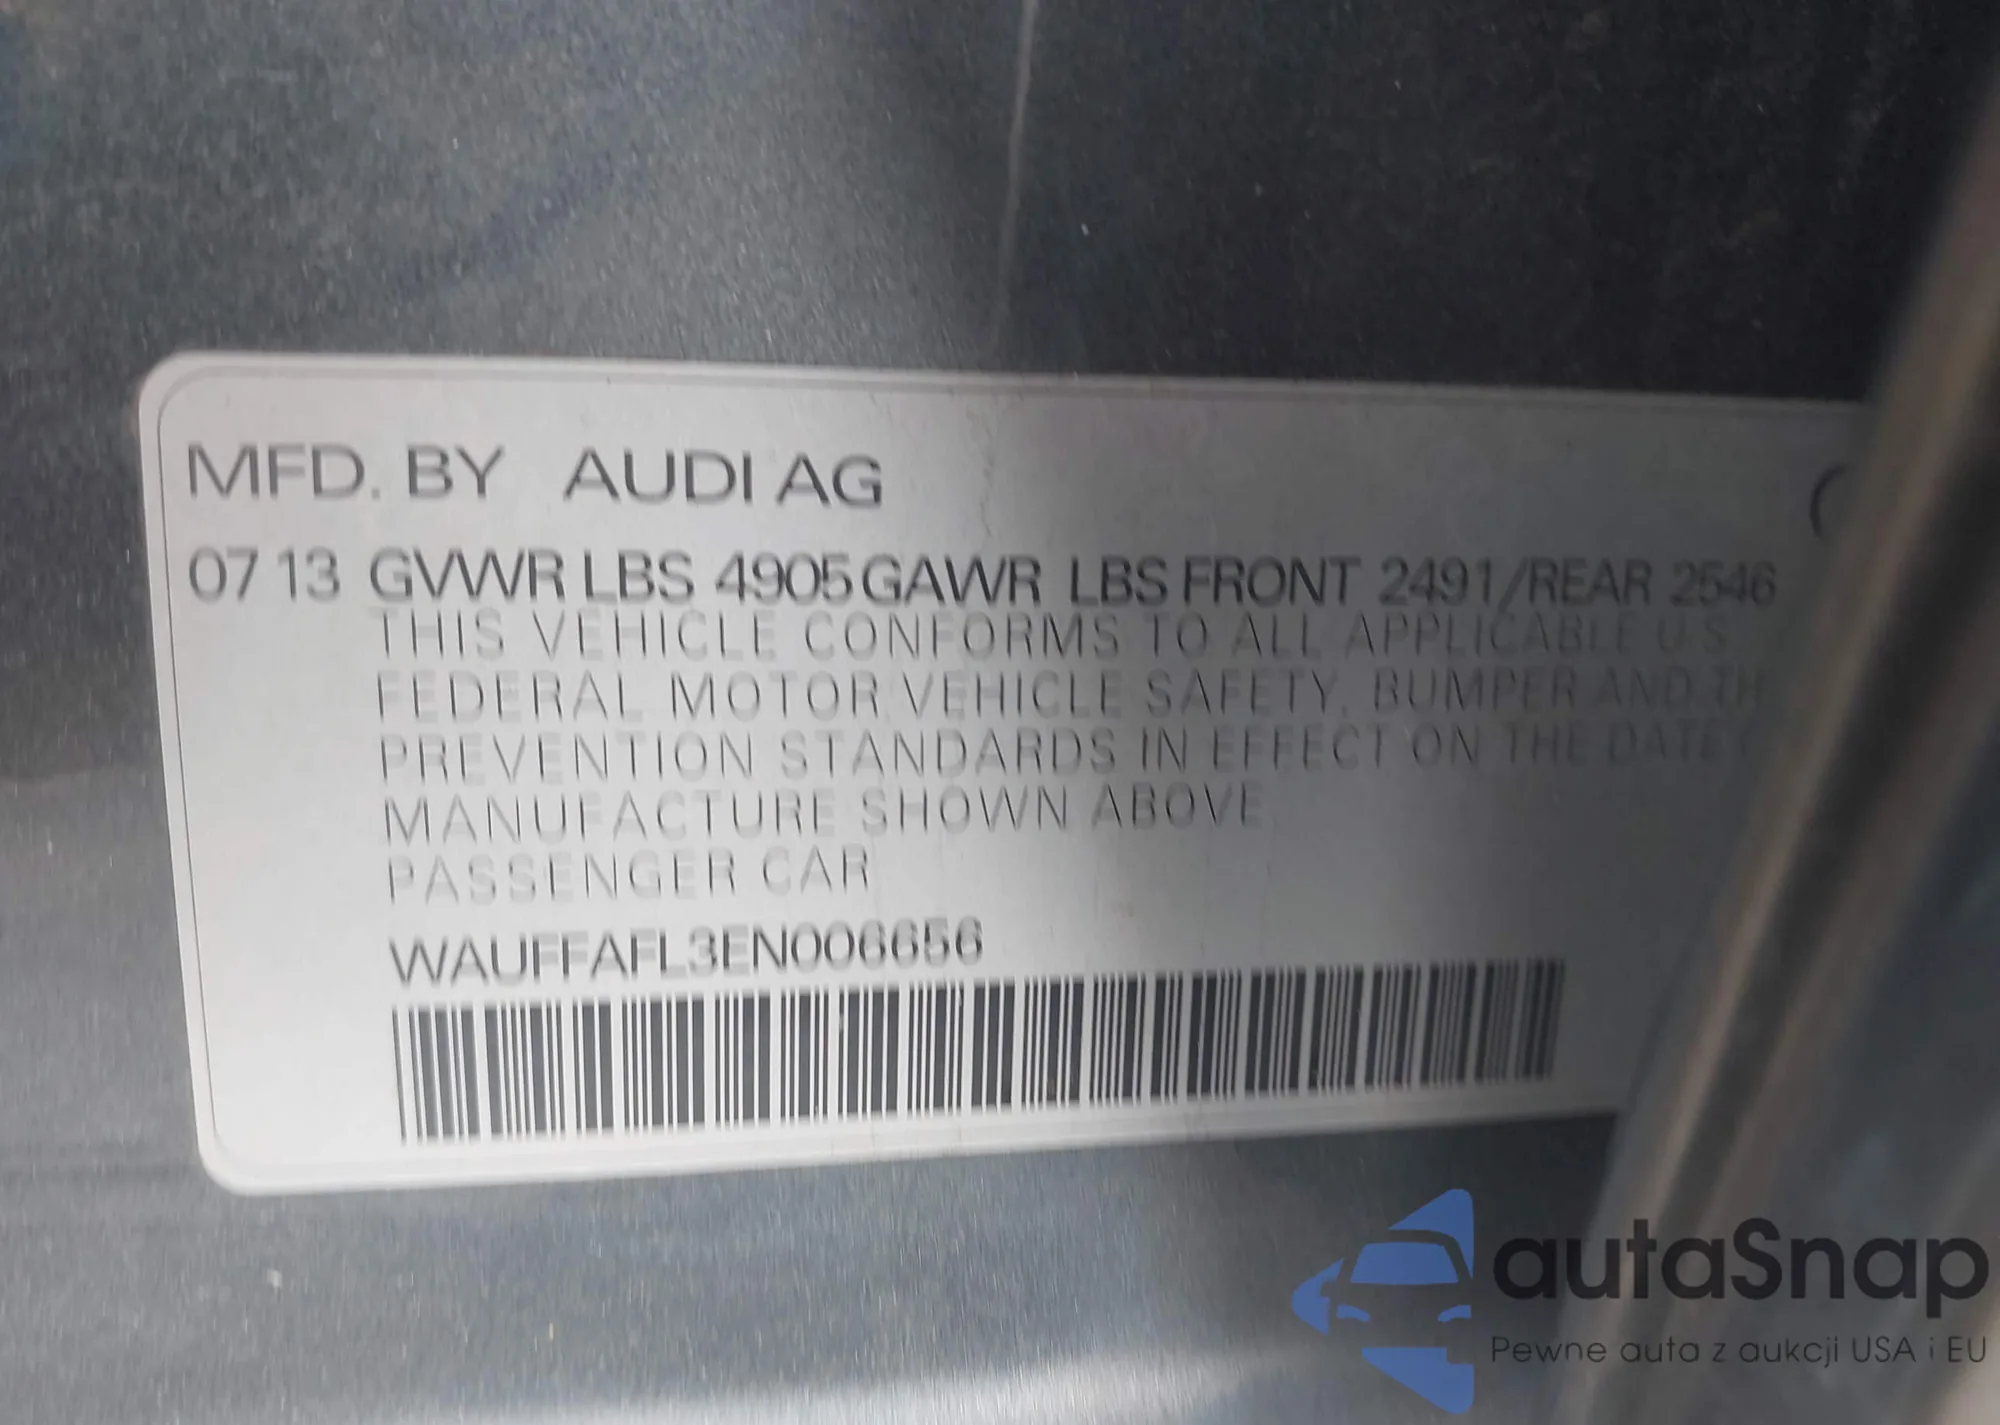 MFD. BY AUDI AG
07 13 GVWR LBS 4905 GAWR LBS FRONT 2491/REAR 2546
THIS VEHICLE CONFORMS TO ALL APPLICABLE U S
FEDERAL MOTOR VEHICLE SAFETY, BUMPER AND TH
PREVENTION STANDARDS IN EFFECT ON THE DATE
MANUFACTURE SHOWN ABOVE
PASSENGER CAR
WAUFFAFL3EN006656
autaSnap
Pewne auta z aukcji USA i EU